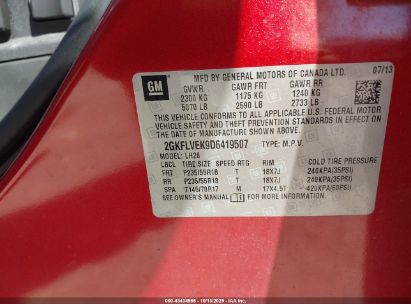 GM
MFD BY GENERAL MOTORS OF CANADA LTD. 07/13
GVWR GAWR FRT GAWR RR
2300 KG 1175 KG 1240 KG
5070 LB 2590 LB 2733 LB
THIS VEHICLE CONFORMS TO ALL APPLICABLE U.S. FEDERAL MOTOR
VEHICLE SAFETY AND THEFT PREVENTION STANDARDS IN EFFECT ON
THE DATE OF MANUFACTURE SHOWN ABOVE.
2GKFLVEK9D6419507 TYPE: M.P.V.
MODEL: LH26
LBCL TIRE SIZE SPEED RTG RIM COLD TIRE PRESSURE
FRT P235/55R18 T 18X7J 240KPA(35PSI)
RR P235/55R18 T 18X7J 240KPA(35PSI)
SPA T145/70R17 M 17X4.5T 420KPA(60PSI)
SEE OWNER'S MANUAL FOR ADDITIONAL INFORMATION.